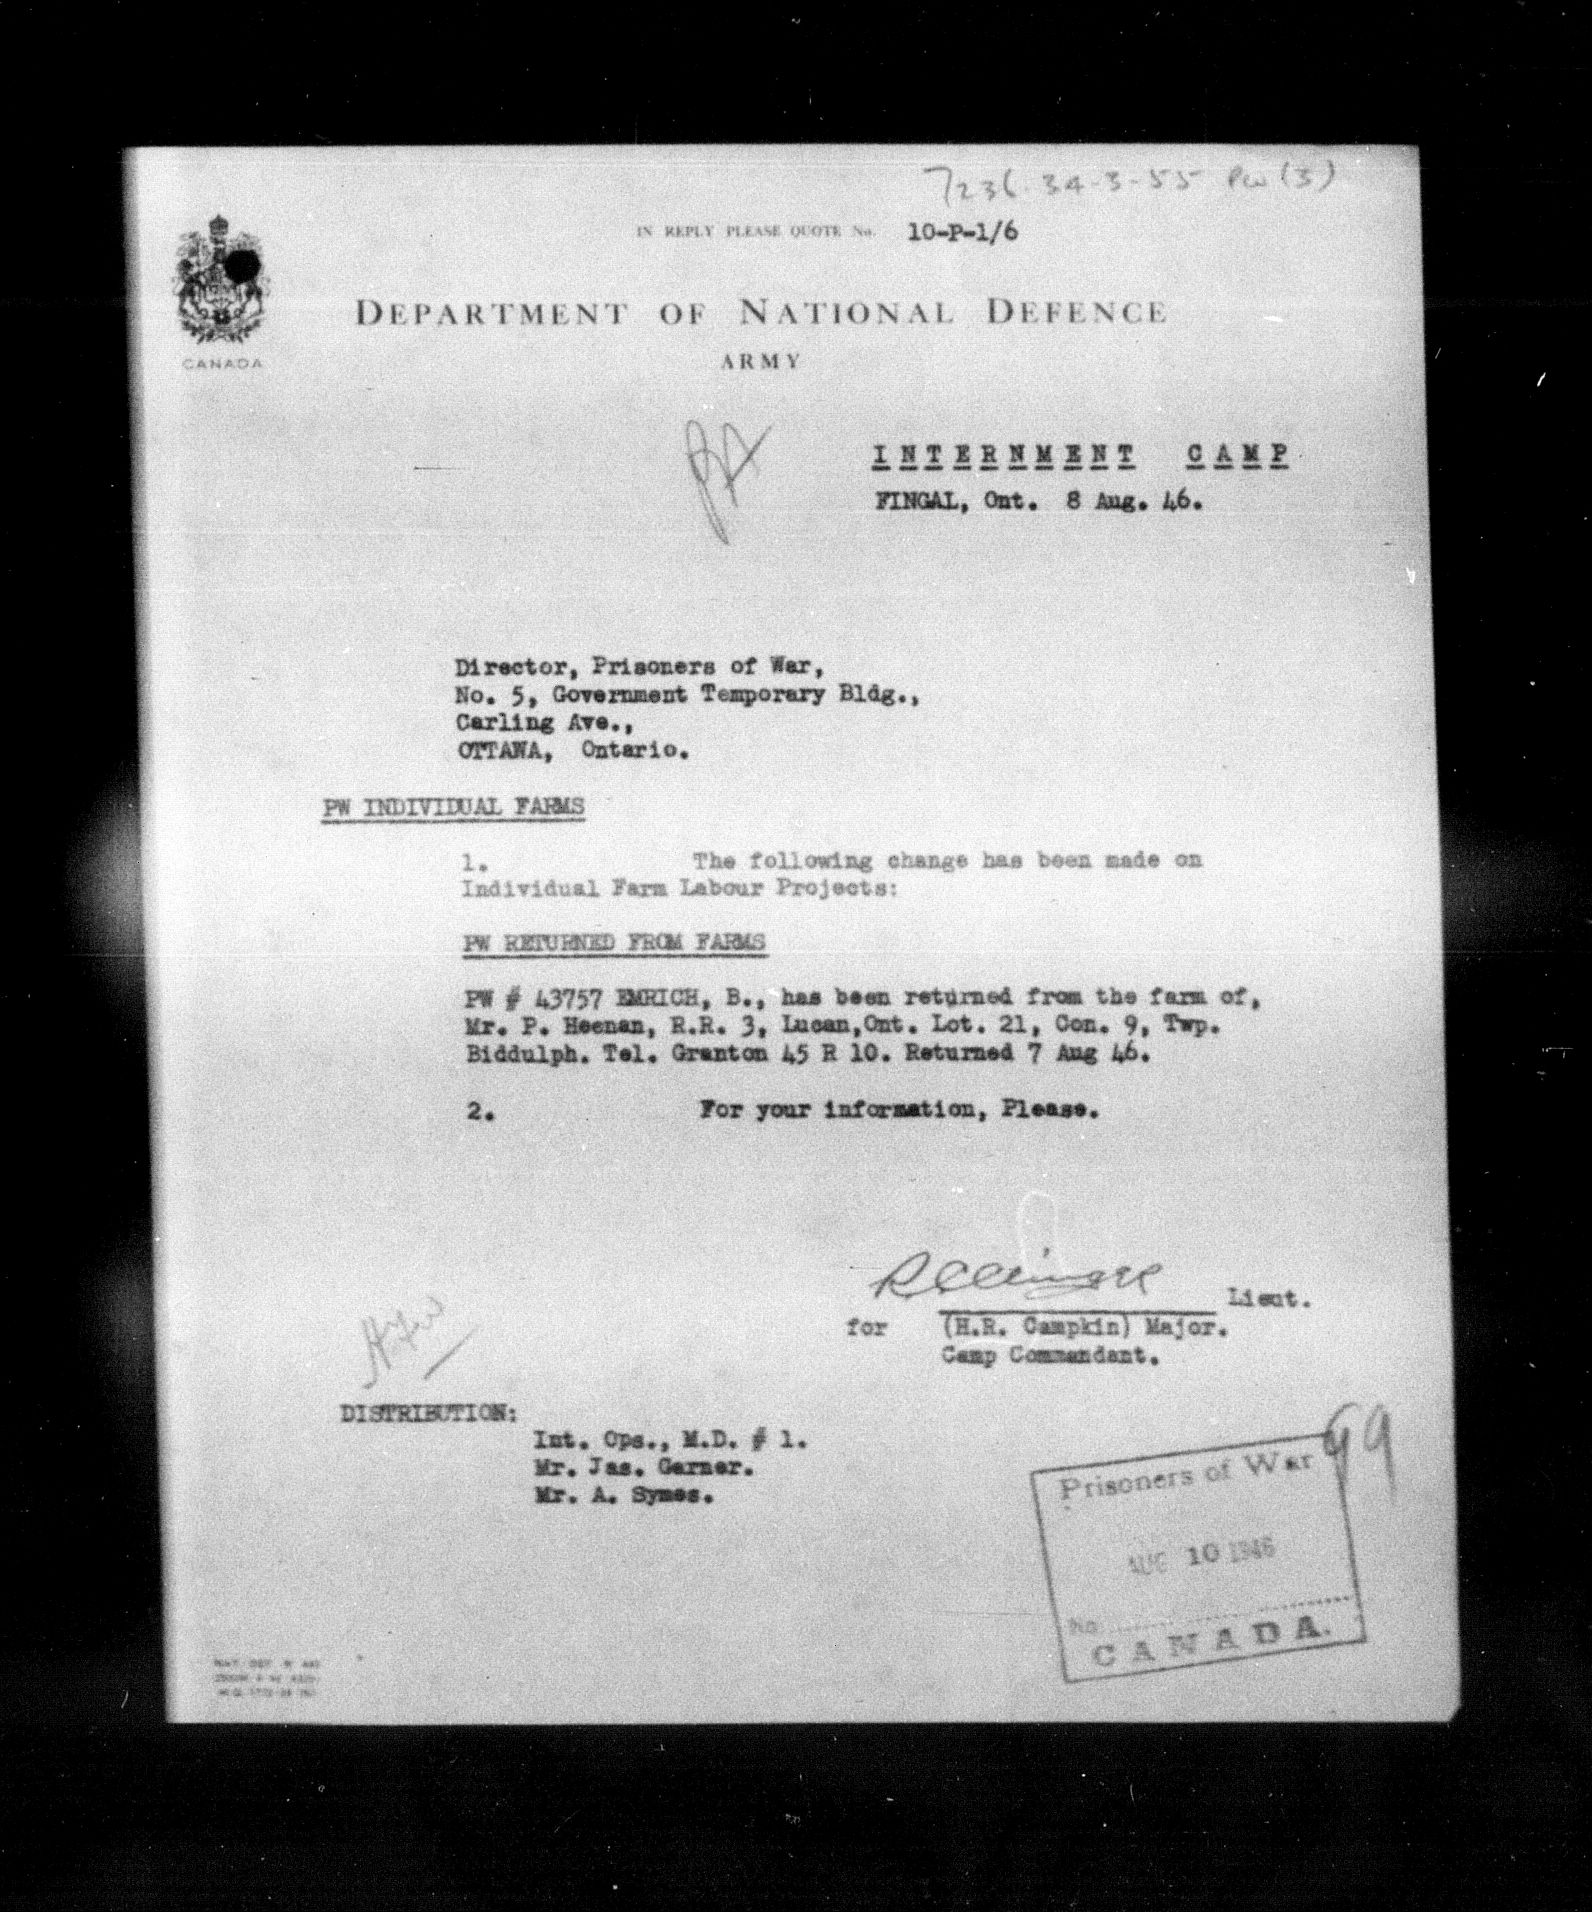 7236-34-3-55 PW (3)
IN REPLY PLEASE QUOTE No. 10-P-1/6
CANADA
DEPARTMENT OF NATIONAL DEFENCE
ARMY
INTERNMENT CAMP
FINGAL, Ont. 8 Aug. 46.
Director, Prisoners of War,
No. 5, Government Temporary Bldg.,
Carling Ave.,
OTTAWA, Ontario.
PW INDIVIDUAL FARMS
1. The following change has been made on
Individual Farm Labour Projects:
PW RETURNED FROM FARMS
PW # 43757 EMRICH, B., has been returned from the farm of,
Mr. P. Heenan, R.R. 3, Lucan,Ont. Lot. 21, Con. 9, Twp.
Biddulph. Tel. Granton 45 R 10. Returned 7 Aug 46.
2. For your information, Please.
Lieut.
for (H.R. Campkin) Major.
Camp Commandant.
DISTRIBUTION:
Int. Ops., M.D. # 1.
Mr. Jas. Garner.
Mr. A. Symes.
99
Prisoners of War
AUG 10 1946
No
CANADA.